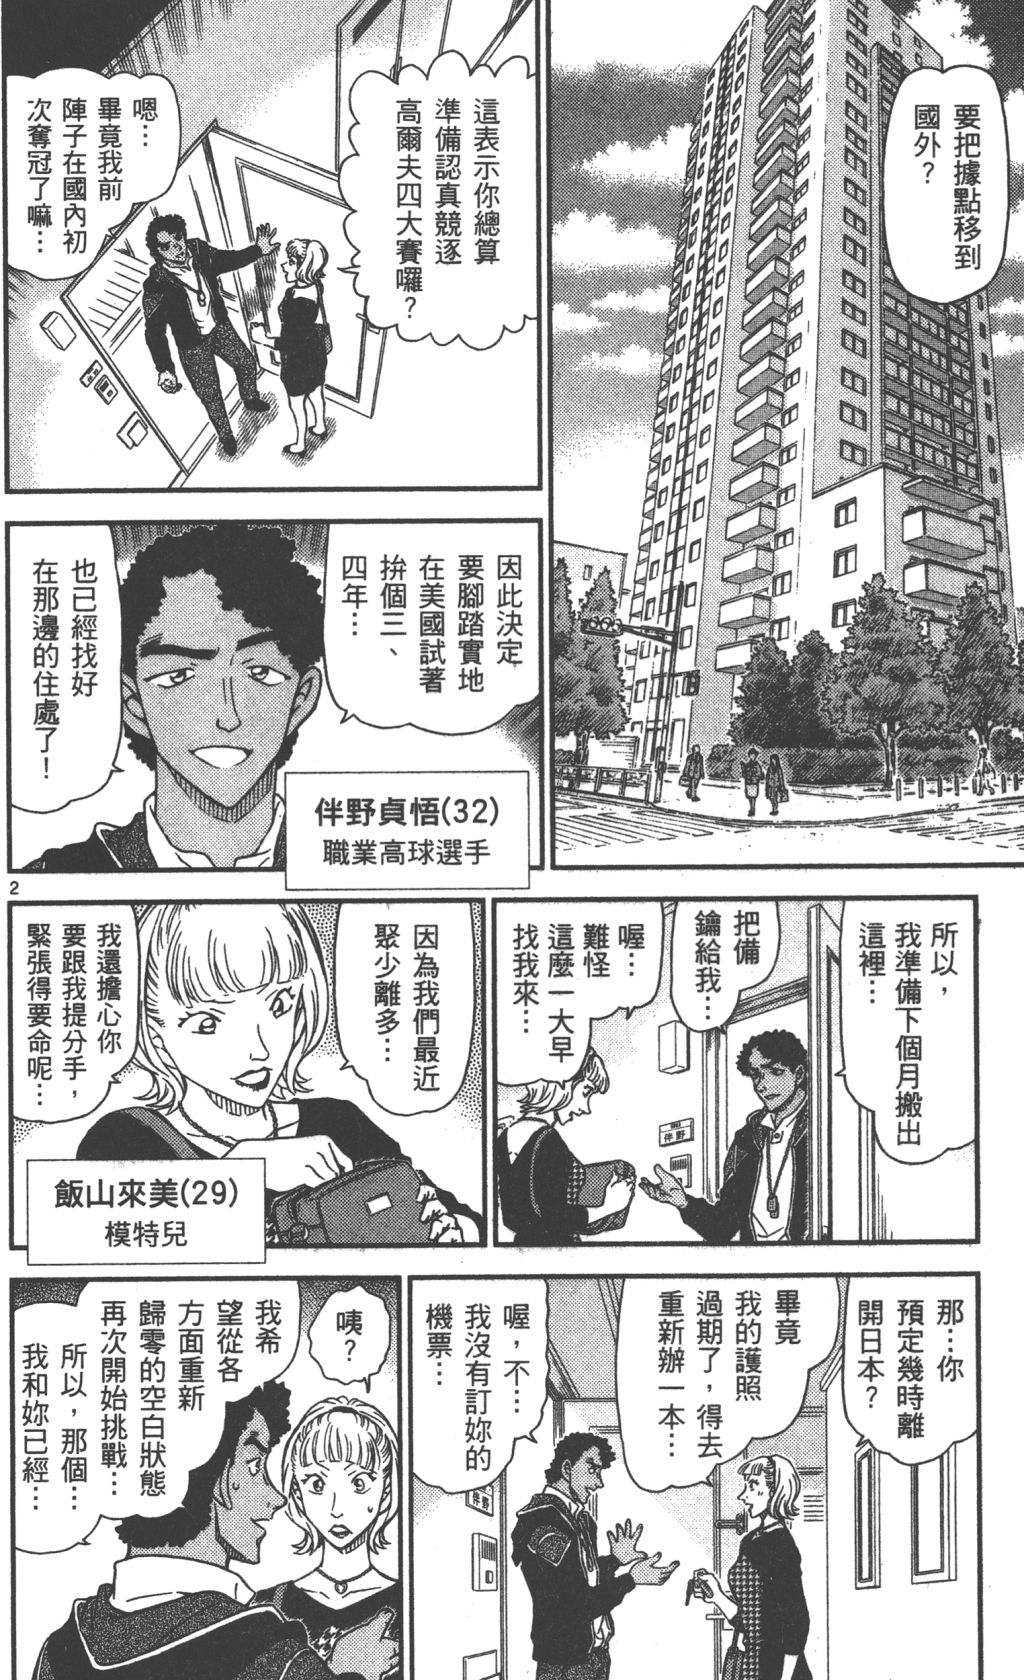 要把據點移到
國外？
這表示你總算
準備認真競逐
高爾夫四大賽囉？
嗯…
畢竟我前
陣子在國內初
次奪冠了嘛…
因此決定
要腳踏實地
在美國試著
拚個三、
四年…
也已經找好
在那邊的住處了！
伴野貞悟(32)
職業高球選手
2
所以，
我準備下個月搬出
這裡…
把備
鑰給我…
喔…
難怪
這麼一大早
找我來…
伴野
因為我們最近
聚少離多…
我還擔心你
要跟我提分手，
緊張得要命呢…
飯山來美(29)
模特兒
那…你
預定幾時離
開日本？
畢竟
我的護照
過期了，得去
重新辦一本…
喔，不…
我沒有訂妳的
機票…
伴野
咦？
我希
望從各
方面重新
歸零的空白狀態
再次開始挑戰…
所以，那個…
我和妳已經…